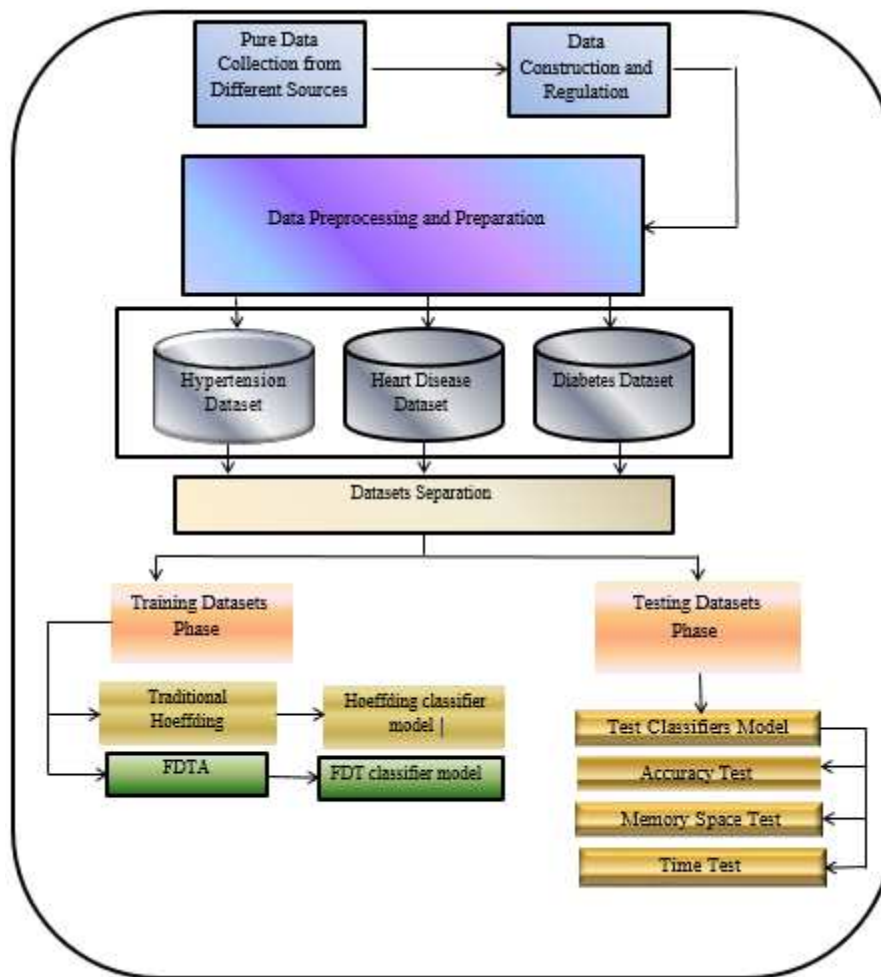 Pure Data
Collection from
Different Sources
Data
Construction and
Regulation
Data Preprocessing and Preparation
Hypertension
Dataset
Heart Disease
Dataset
Diabetes Dataset
Datasets Separation
Training Datasets
Phase
Testing Datasets
Phase
Traditional
Hoeffding
Hoeffding classifier
model |
FDTA
FDT classifier model
Test Classifiers Model
Accuracy Test
Memory Space Test
Time Test